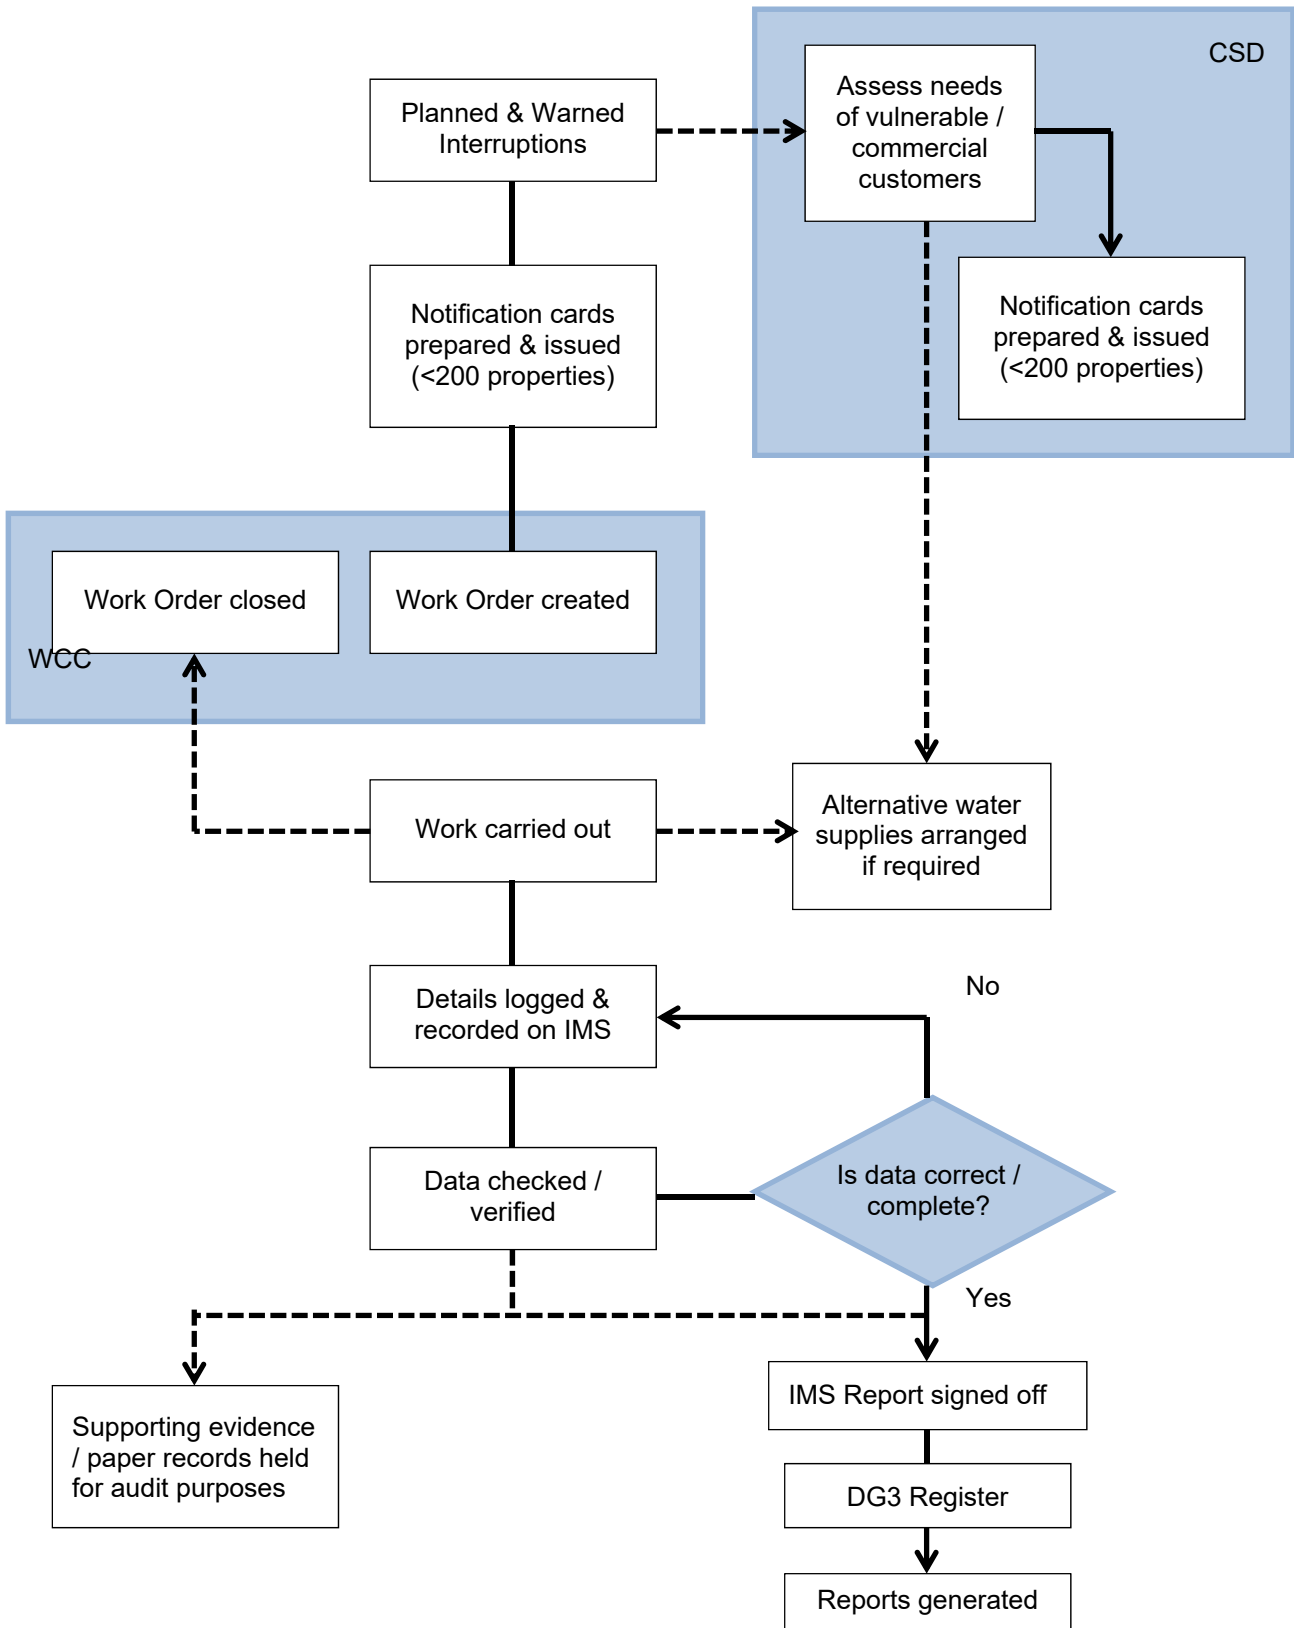 CSD
Planned & Warned
Interruptions
Assess needs
of vulnerable /
commercial
customers
Notification cards
prepared & issued
(<200 properties)
Notification cards
prepared & issued
(<200 properties)
Work Order closed
Work Order created
WCC
Work carried out
Alternative water
supplies arranged
if required
Details logged &
recorded on IMS
No
Data checked /
verified
Is data correct /
complete?
Yes
IMS Report signed off
Supporting evidence
/ paper records held
for audit purposes
DG3 Register
Reports generated